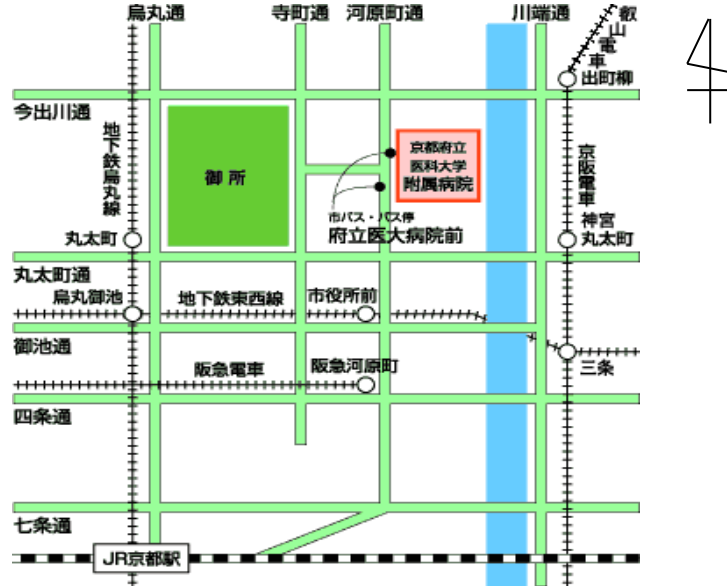 烏丸通
寺町通
河原町通
川端通
叡山電車
出町柳
今出川通
地下鉄烏丸線
御所
京都府立
医科大学
附属病院
京阪電車
市バス・バス停
府立医大病院前
神宮
丸太町
丸太町
丸太町通
烏丸御池
地下鉄東西線
市役所前
御池通
阪急電車
阪急河原町
三条
四条通
七条通
JR京都駅